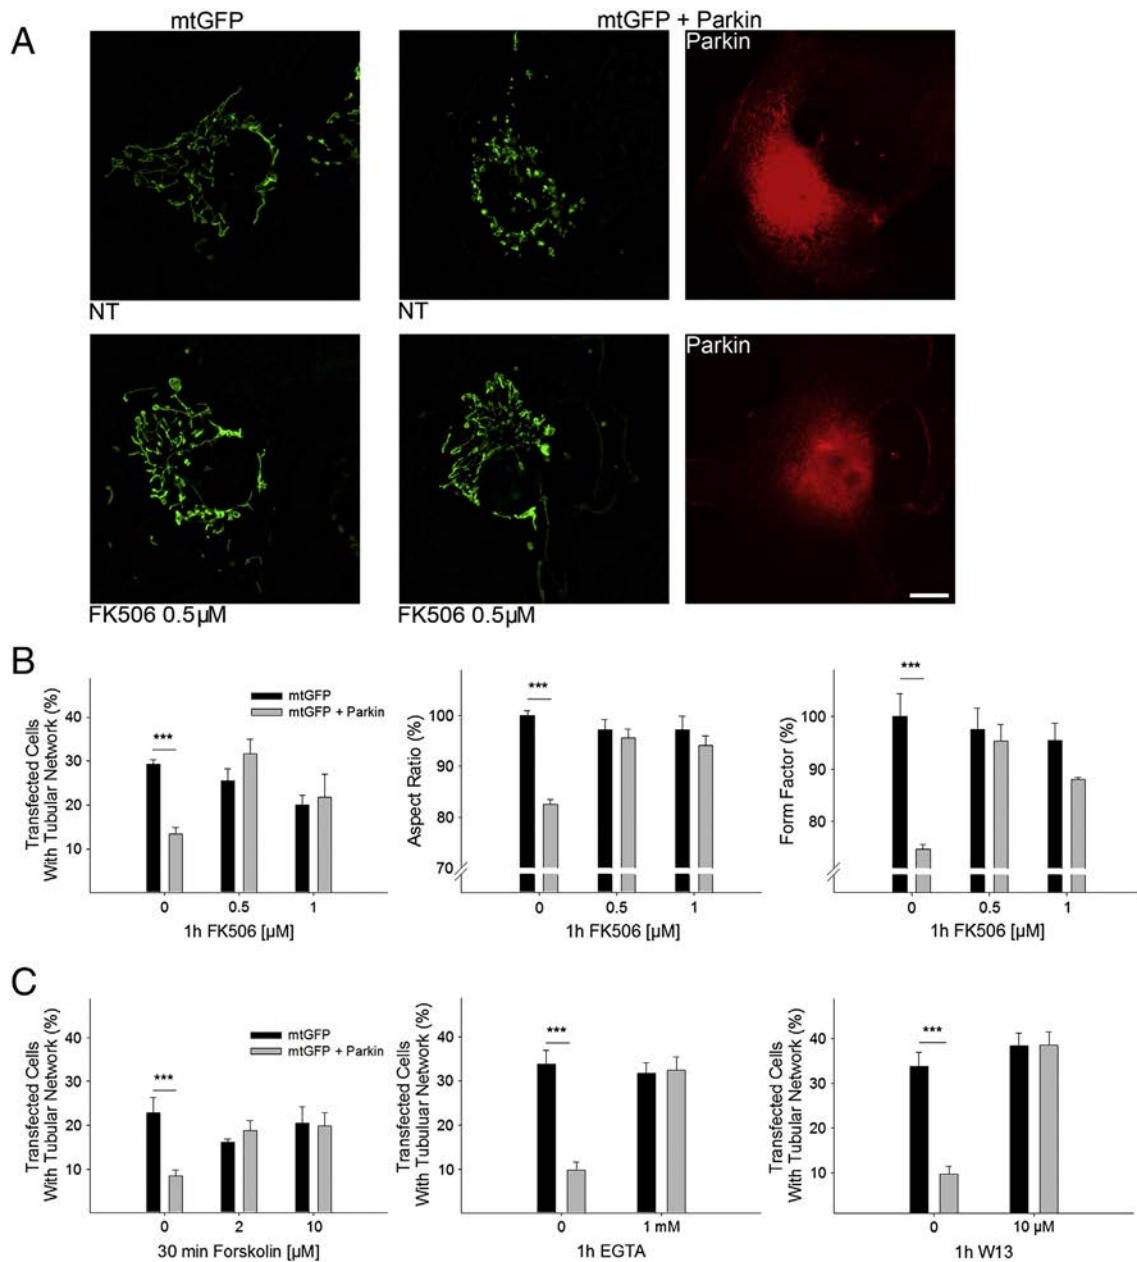 A
mtGFP
mtGFP + Parkin
Parkin
NT
NT
Parkin
FK506 0.5µM
FK506 0.5µM
B
Transfected Cells
With Tubular Network (%)
40
30
20
10
mtGFP
mtGFP + Parkin
***
0
0.5
1
1h FK506 [µM]
Aspect Ratio (%)
100
90
80
70
***
0
0.5
1
1h FK506 [µM]
Form Factor (%)
100
90
80
***
0
0.5
1
1h FK506 [µM]
C
Transfected Cells
With Tubular Network (%)
40
30
20
10
mtGFP
mtGFP + Parkin
***
0
2
10
30 min Forskolin [µM]
Transfected Cells
With Tubuluar Network (%)
40
30
20
10
***
0
1 mM
1h EGTA
Transfected Cells
With Tubular Network (%)
40
30
20
10
***
0
10 µM
1h W13